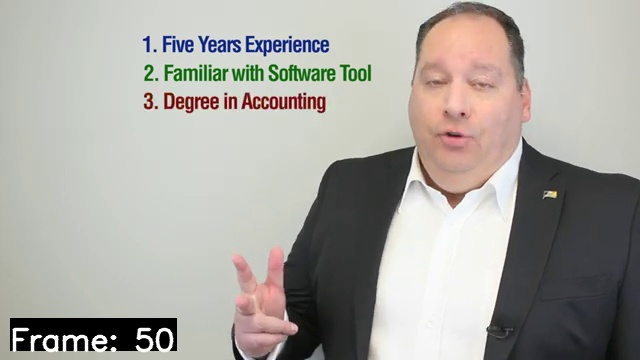 1. Five Years Experience
2. Familiar with Software Tool
3. Degree in Accounting
Frame: 50